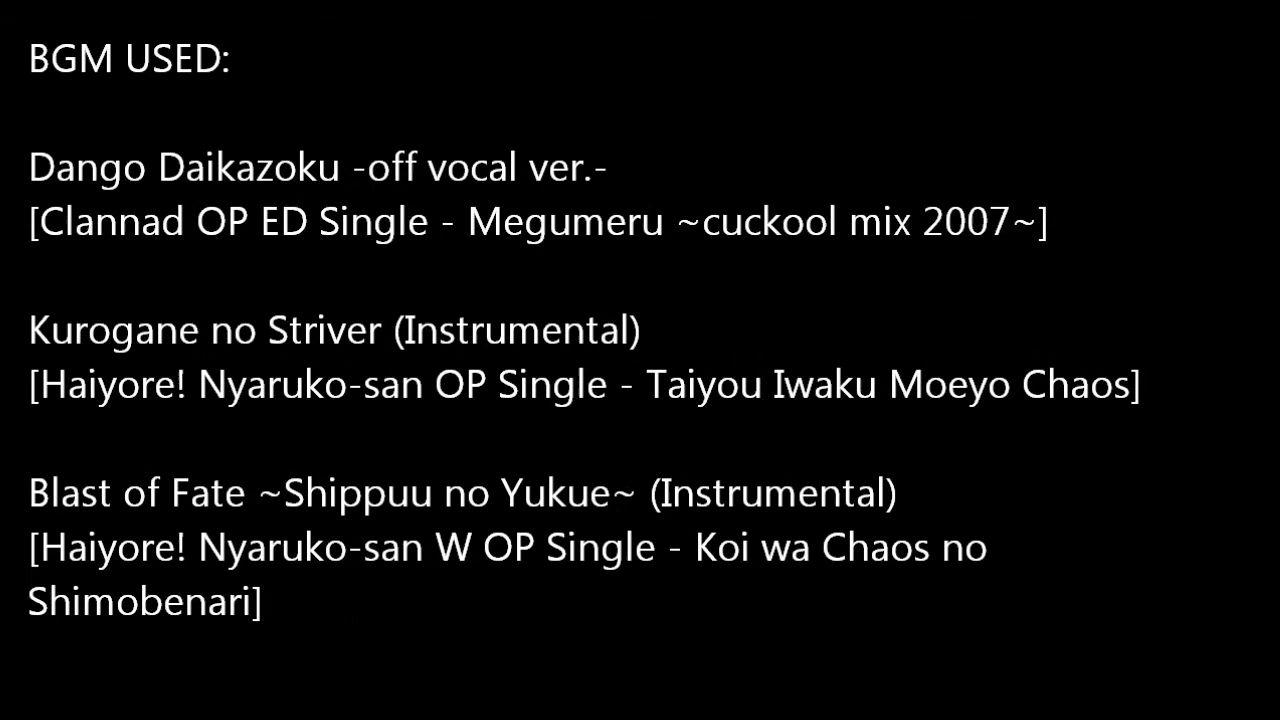 BGM USED:
Dango Daikazoku -off vocal ver.-
[Clannad OP ED Single - Megumeru ~cuckool mix 2007~]
Kurogane no Striver (Instrumental)
[Haiyore! Nyaruko-san OP Single - Taiyou Iwaku Moeyo Chaos]
Blast of Fate ~Shippuu no Yukue~ (Instrumental)
[Haiyore! Nyaruko-san W OP Single - Koi wa Chaos no
Shimobenari]